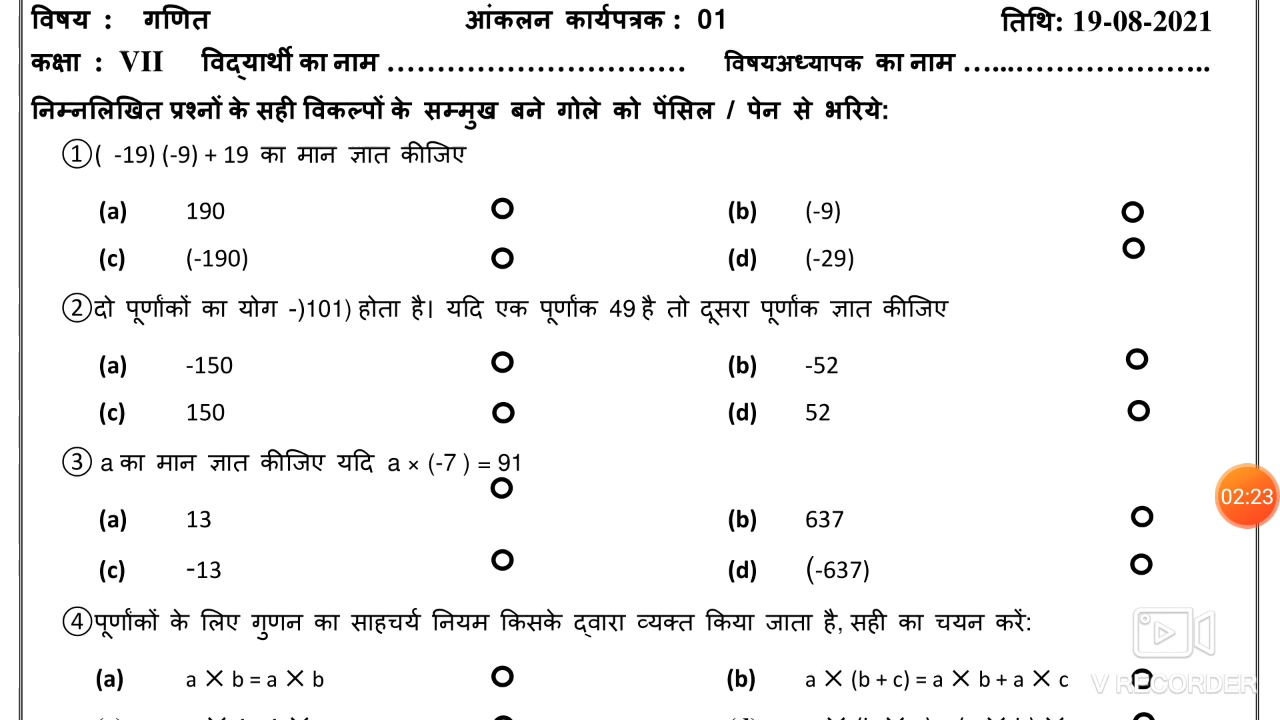 विषय : गणित आंकलन कार्यपत्रक : 01 तिथि: 19-08-2021
कक्षा : VII विद्यार्थी का नाम .............................. विषयअध्यापक का नाम .........................
निम्नलिखित प्रश्नों के सही विकल्पों के सम्मुख बने गोले को पेंसिल / पेन से भरिये:
①( -19) (-9) + 19 का मान ज्ञात कीजिए
(a) 190 (b) (-9)
(c) (-190) (d) (-29)
②दो पूर्णांकों का योग -)101) होता है। यदि एक पूर्णांक 49 है तो दूसरा पूर्णांक ज्ञात कीजिए
(a) -150 (b) -52
(c) 150 (d) 52
③ a का मान ज्ञात कीजिए यदि a × (-7 ) = 91
(a) 13 (b) 637
02:23
(c) -13 (d) (-637)
④पूर्णांकों के लिए गुणन का साहचर्य नियम किसके द्वारा व्यक्त किया जाता है, सही का चयन करें:
(a) a × b = a × b (b) a × (b + c) = a × b + a × c
V RECORDER